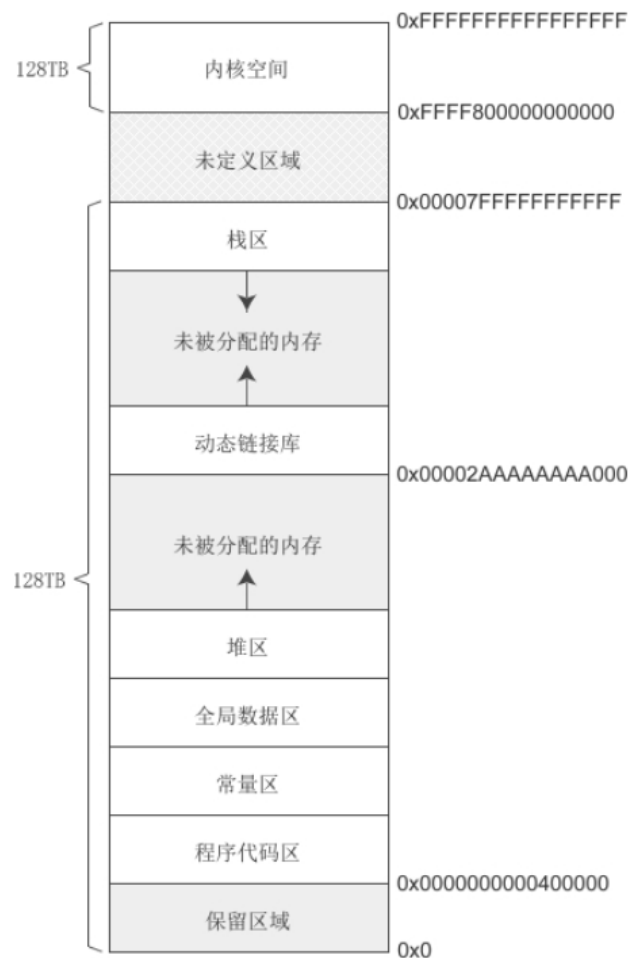 0xFFFFFFFFFFFFFFFF
128TB
内核空间
0xFFFF800000000000
未定义区域
0x00007FFFFFFFFFFF
栈区
未被分配的内存
动态链接库
0x00002AAAAAAAA000
未被分配的内存
128TB
堆区
全局数据区
常量区
程序代码区
0x0000000000400000
保留区域
0x0